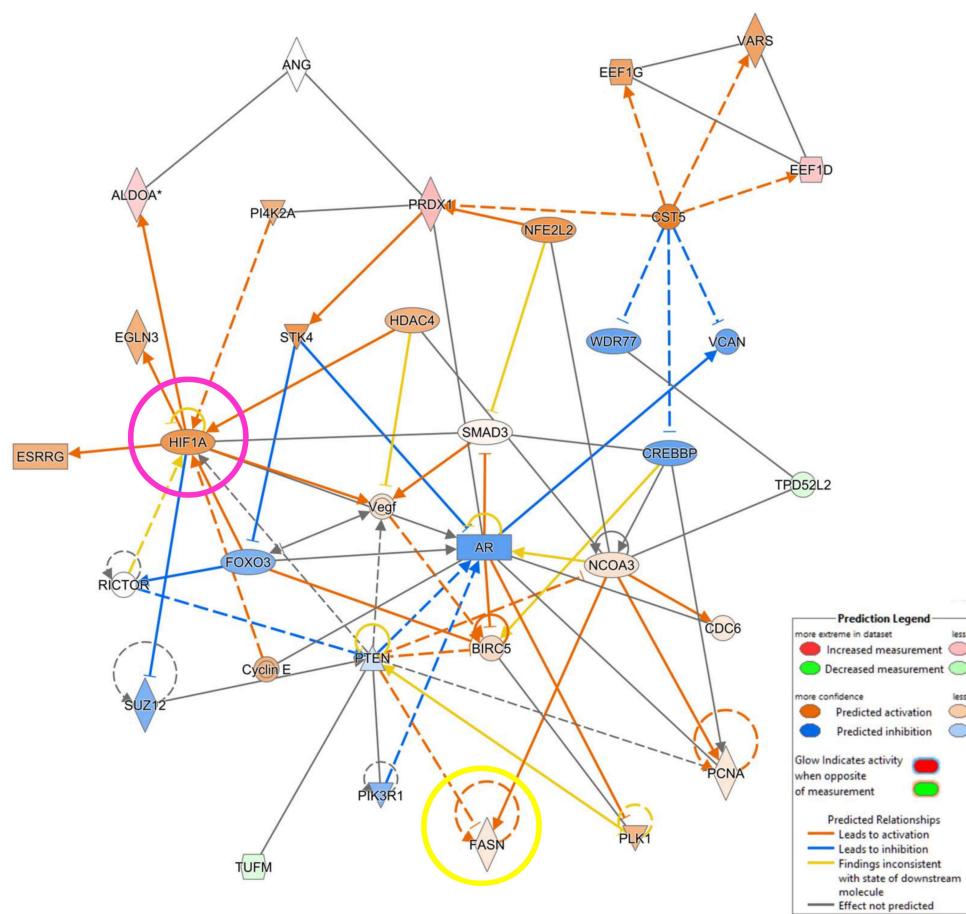 ANG
VARS
EEF1G
EEF1D
ALDOA*
PI4K2A
PRDX1
NFE2L2
CST5
EGLN3
STK4
HDAC4
WDR77
VCAN
HIF1A
SMAD3
CREBBP
ESRRG
TPD52L2
Vegf
AR
FOXO3
NCOA3
RICTOR
CDC6
BIRC5
PTEN
Cyclin E
SUZ12
PCNA
PIK3R1
FASN
PLK1
TUFM
Prediction Legend
more extreme in dataset less
Increased measurement
Decreased measurement
more confidence less
Predicted activation
Predicted inhibition
Glow Indicates activity
when opposite
of measurement
Predicted Relationships
Leads to activation
Leads to inhibition
Findings inconsistent
with state of downstream
molecule
Effect not predicted